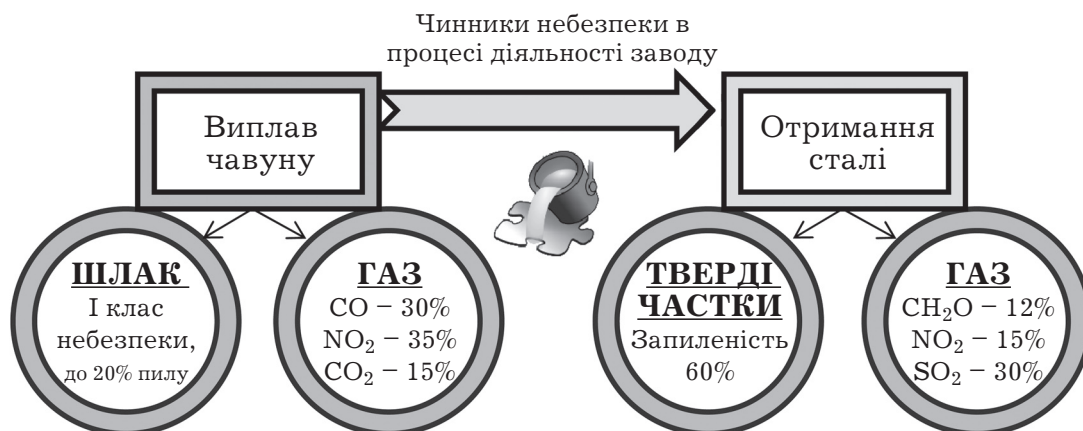 Чинники небезпеки в
процесі діяльності заводу
Виплав
чавуну
Отримання
сталі
ШЛАК
I клас
небезпеки,
до 20% пилу
ГАЗ
CO – 30%
NO₂ – 35%
CO₂ – 15%
ТВЕРДІ
ЧАСТКИ
Запиленість
60%
ГАЗ
CH₂O – 12%
NO₂ – 15%
SO₂ – 30%